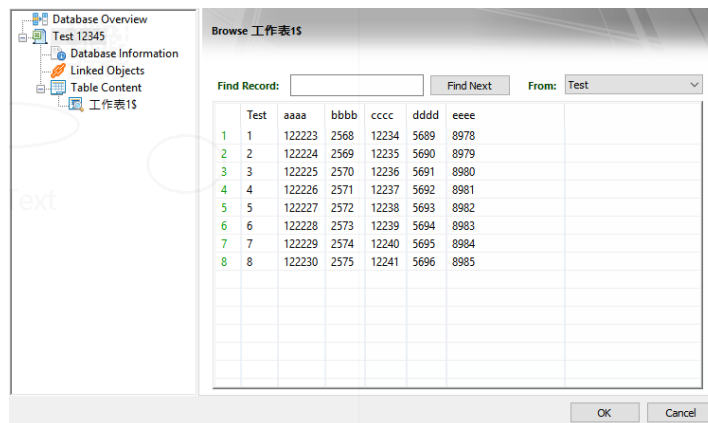 Database Overview
Test 12345
Database Information
Linked Objects
Table Content
工作表1$
Browse 工作表1$
Find Record: Find Next From: Test
Test aaaa bbbb cccc dddd eeee
1 1 122223 2568 12234 5689 8978
2 2 122224 2569 12235 5690 8979
3 3 122225 2570 12236 5691 8980
4 4 122226 2571 12237 5692 8981
5 5 122227 2572 12238 5693 8982
6 6 122228 2573 12239 5694 8983
7 7 122229 2574 12240 5695 8984
8 8 122230 2575 12241 5696 8985
Text
OK Cancel